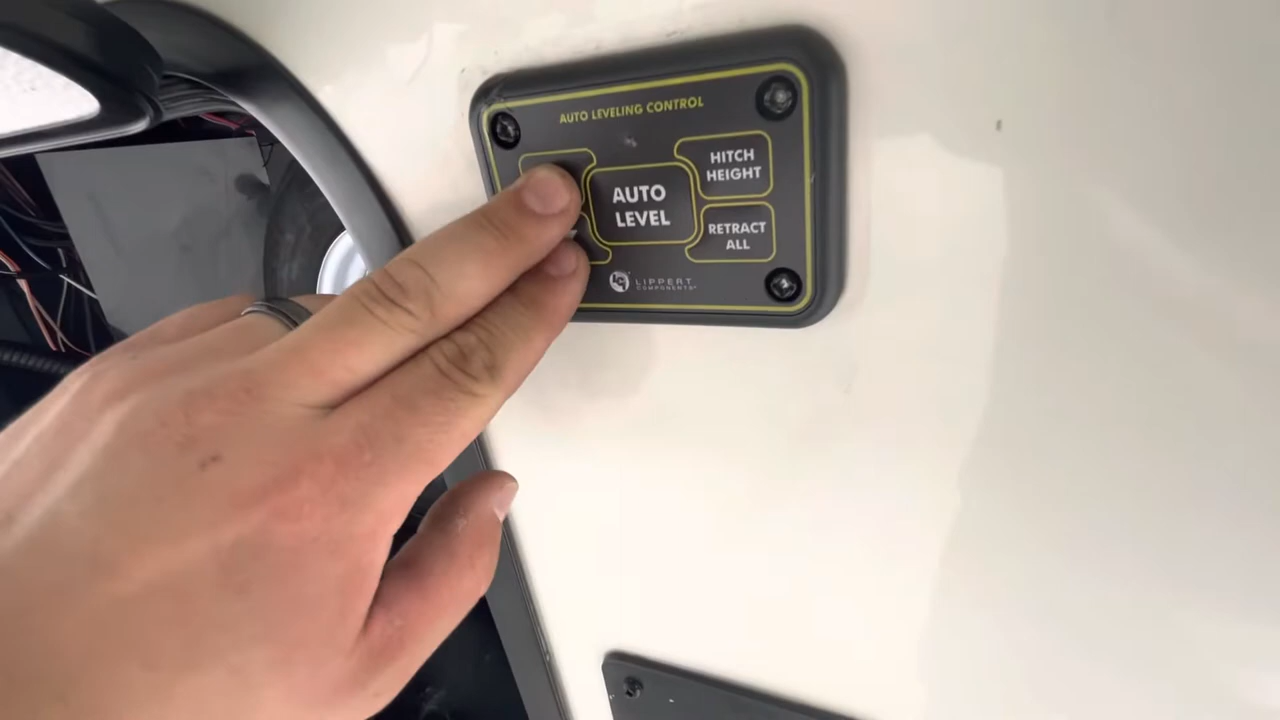 AUTO LEVELING CONTROL
AUTO
LEVEL
HITCH
HEIGHT
RETRACT
ALL
LIPPERT
COMPONENTS